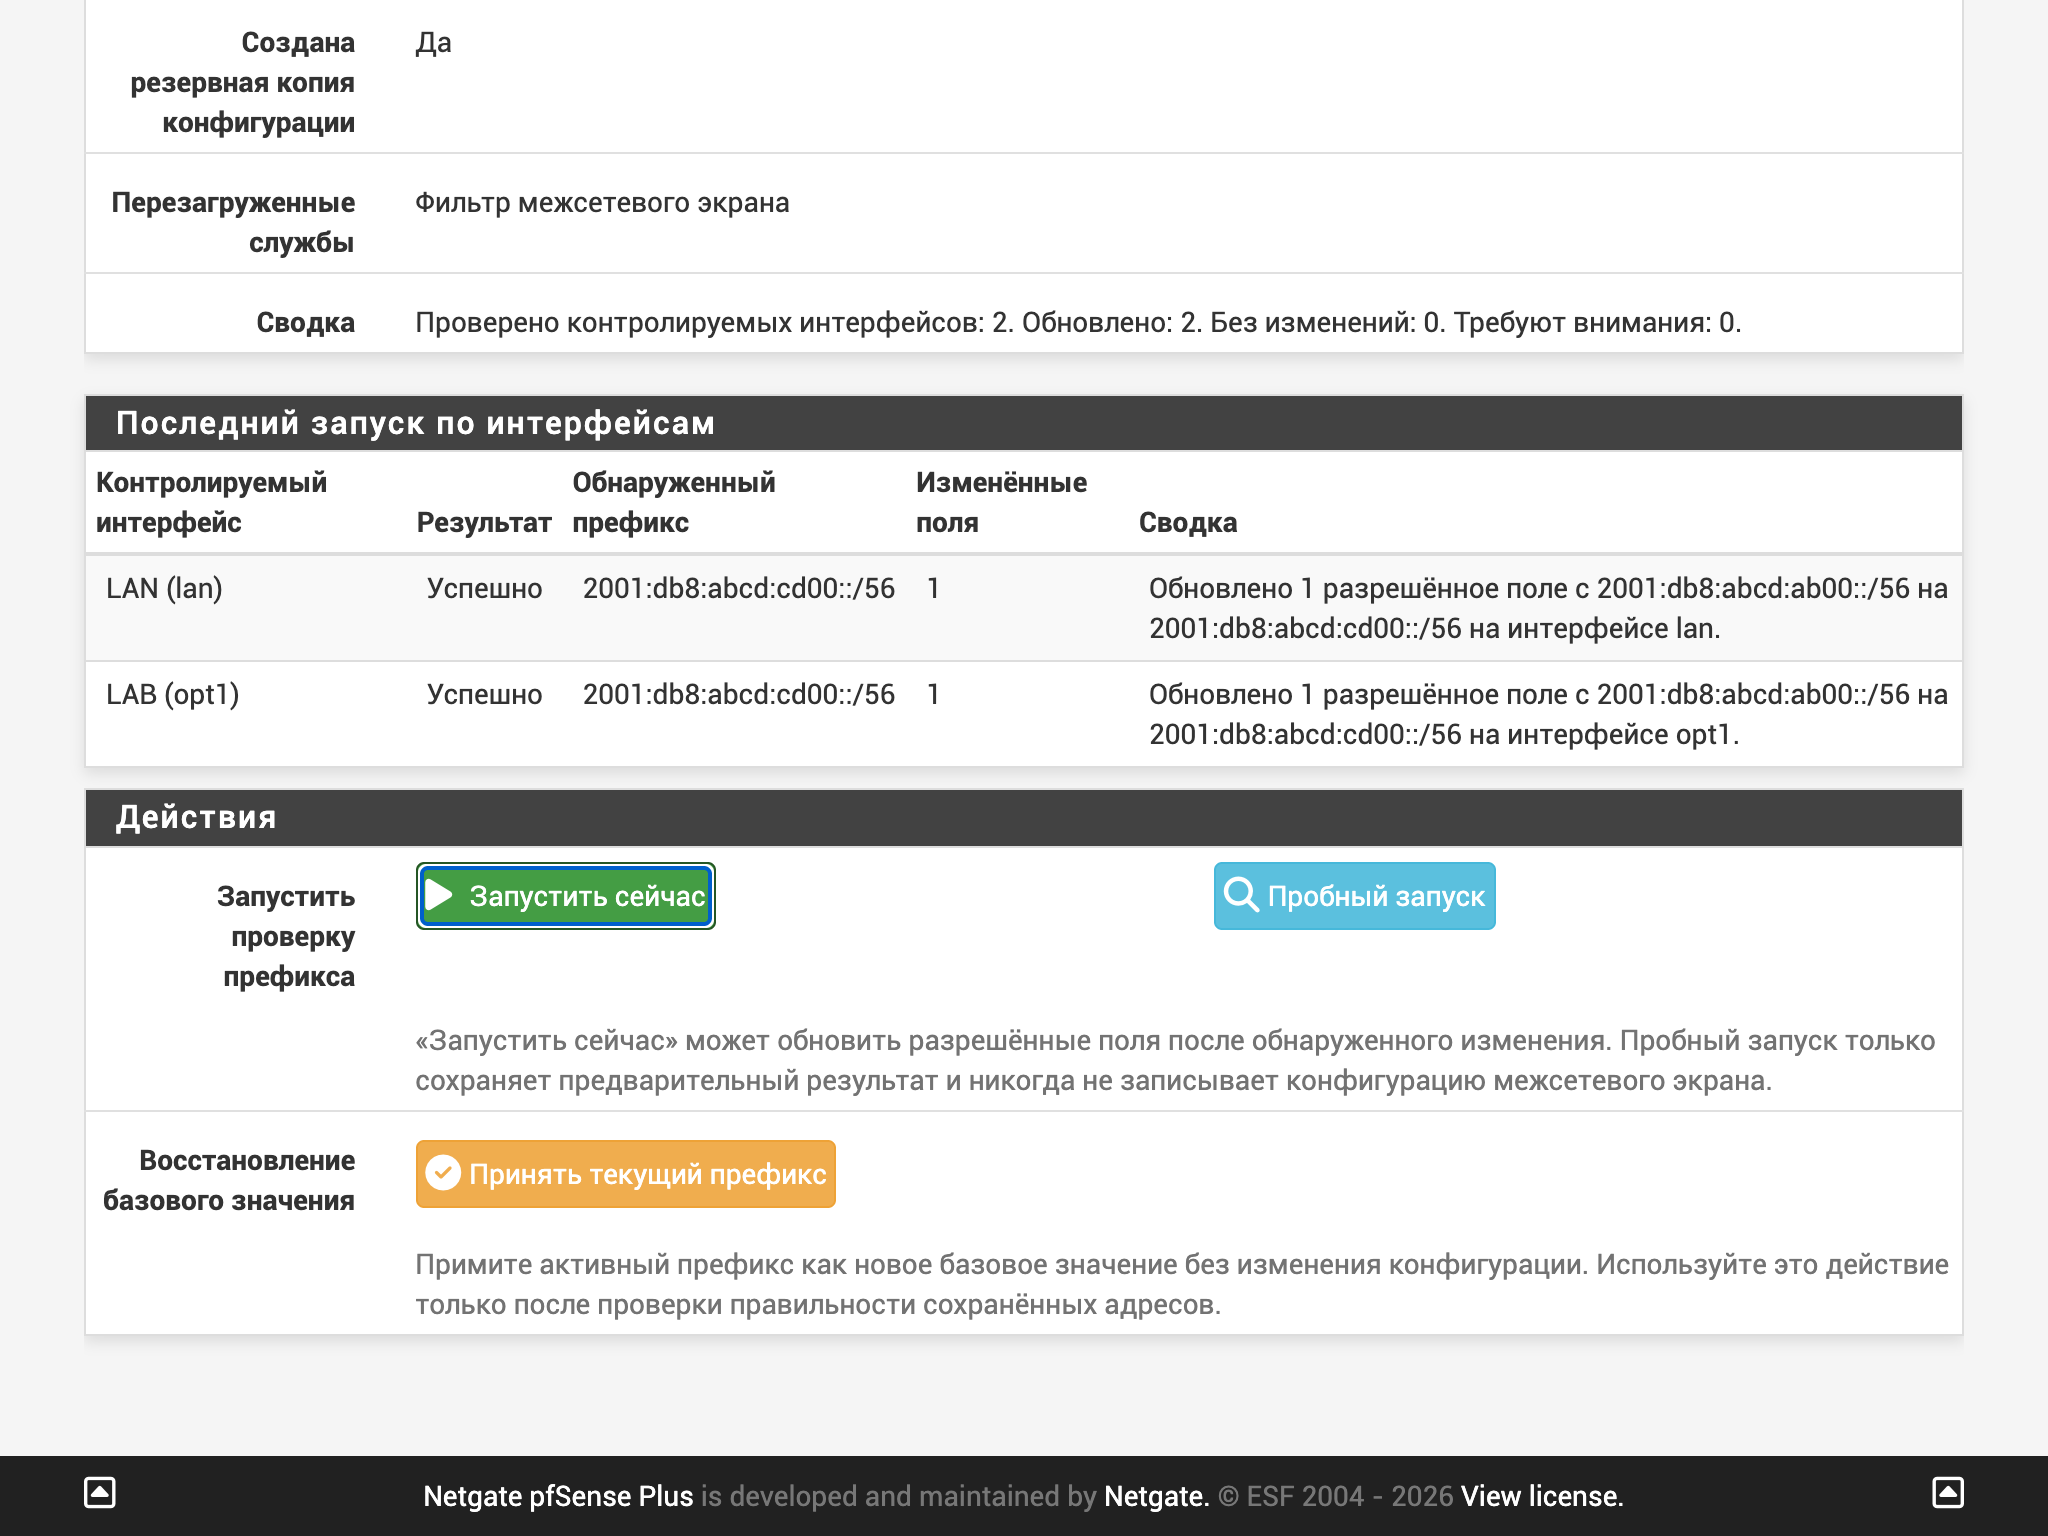 Создана
резервная копия
конфигурации
Да
Перезагруженные
службы
Фильтр межсетевого экрана
Сводка
Проверено контролируемых интерфейсов: 2. Обновлено: 2. Без изменений: 0. Требуют внимания: 0.
Последний запуск по интерфейсам
Контролируемый
интерфейс
Результат
Обнаруженный
префикс
Изменённые
поля
Сводка
LAN (lan)
Успешно
2001:db8:abcd:cd00::/56
1
Обновлено 1 разрешённое поле с 2001:db8:abcd:ab00::/56 на
2001:db8:abcd:cd00::/56 на интерфейсе lan.
LAB (opt1)
Успешно
2001:db8:abcd:cd00::/56
1
Обновлено 1 разрешённое поле с 2001:db8:abcd:ab00::/56 на
2001:db8:abcd:cd00::/56 на интерфейсе opt1.
Действия
Запустить
проверку
префикса
Запустить сейчас
Пробный запуск
«Запустить сейчас» может обновить разрешённые поля после обнаруженного изменения. Пробный запуск только
сохраняет предварительный результат и никогда не записывает конфигурацию межсетевого экрана.
Восстановление
базового значения
Принять текущий префикс
Примите активный префикс как новое базовое значение без изменения конфигурации. Используйте это действие
только после проверки правильности сохранённых адресов.
Netgate pfSense Plus is developed and maintained by Netgate. © ESF 2004 - 2026 View license.